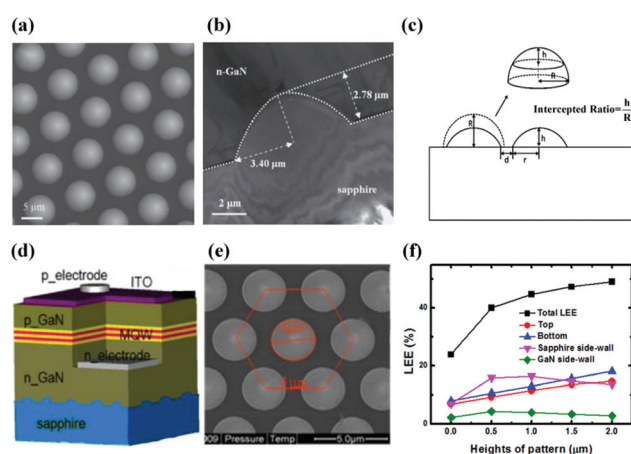 (a)
5 μm
(b)
n-GaN
2.78 μm
3.40 μm
sapphire
2 μm
(c)
h
R
Intercepted Ratio=h/R
R
h
d
r
(d)
p_electrode
ITO
p_GaN
MQW
n_electrode
n_GaN
sapphire
(e)
009 Pressure Temp 5.0μm
(f)
LEE (%)
40
20
0
Total LEE
Top
Bottom
Sapphire side-wall
GaN side-wall
0.0 0.5 1.0 1.5 2.0
Heights of pattern (μm)